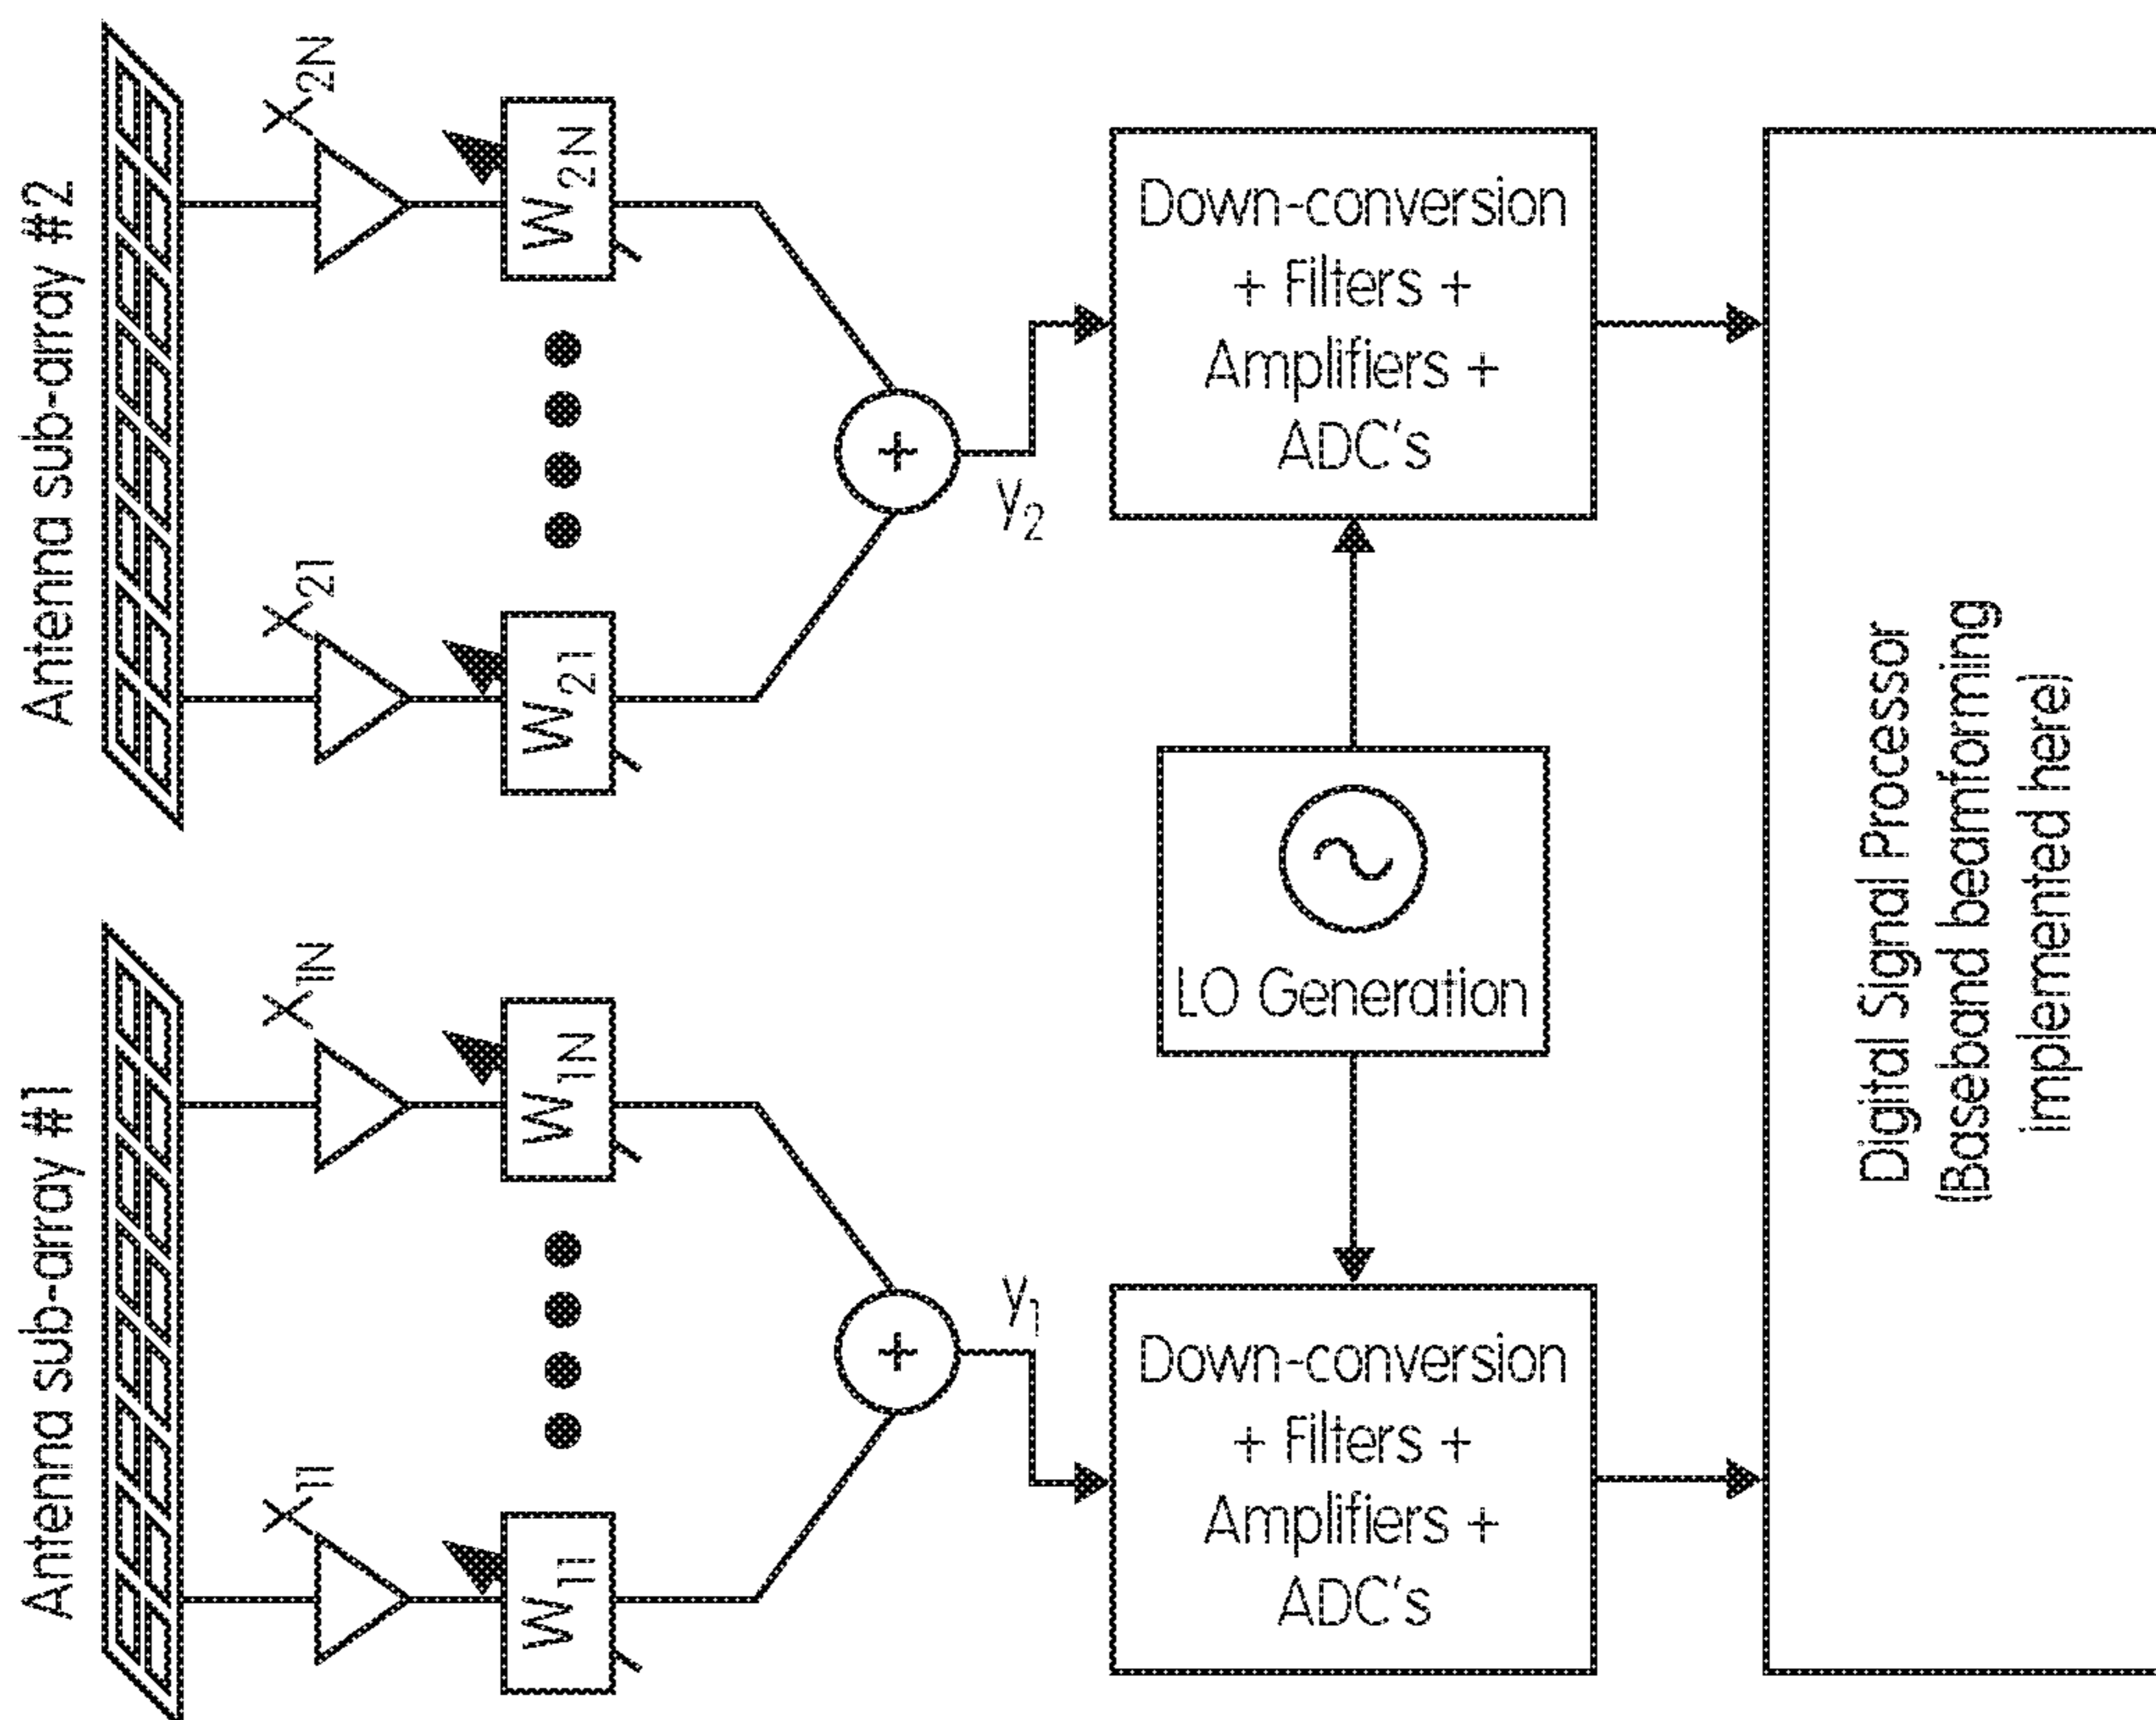 Antenna sub-array #1
Antenna sub-array #2
X11
X1N
X21
X2N
W11
W1N
W21
W2N
+
+
y1
y2
Down-conversion
+ Filters +
Amplifiers +
ADC's
LO Generation
Down-conversion
+ Filters +
Amplifiers +
ADC's
Digital Signal Processor
(Baseband beamforming
implemented here)